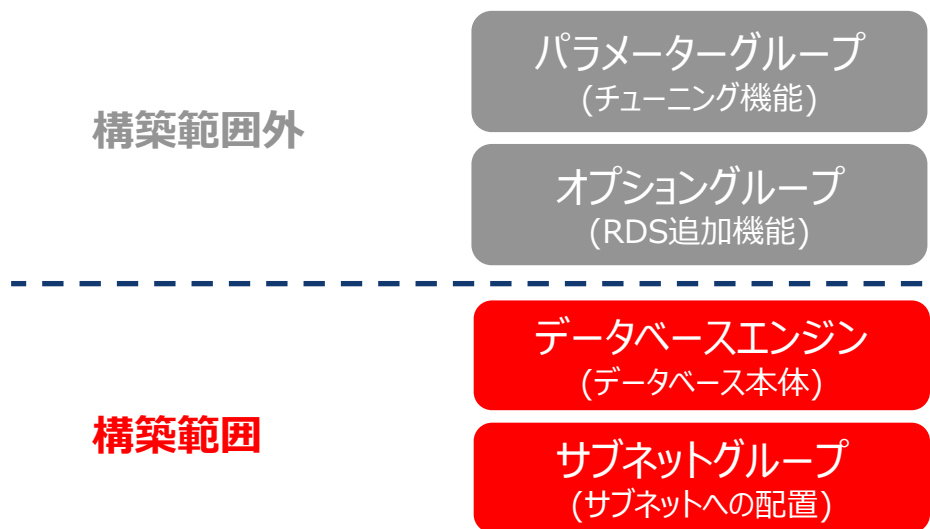 構築範囲外
パラメーターグループ
(チューニング機能)
オプショングループ
(RDS追加機能)
構築範囲
データベースエンジン
(データベース本体)
サブネットグループ
(サブネットへの配置)